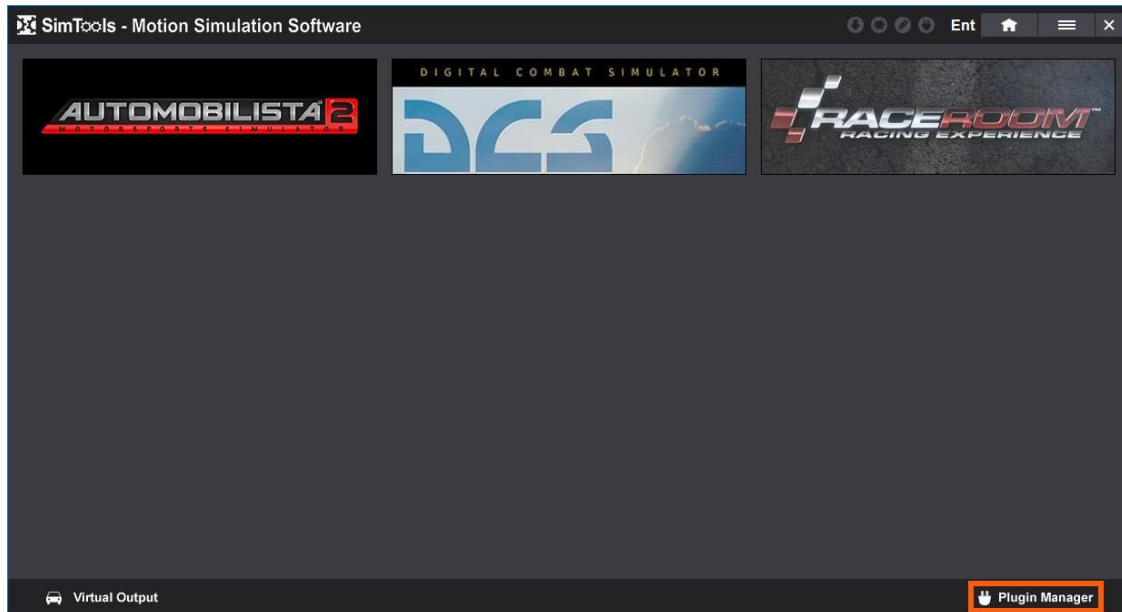 SimTools - Motion Simulation Software
Ent
AUTOMOBILISTA 2
MOTORSPORTS SIMULATOR
DIGITAL COMBAT SIMULATOR
DCS
RACEROOM™
RACING EXPERIENCE
Virtual Output
Plugin Manager